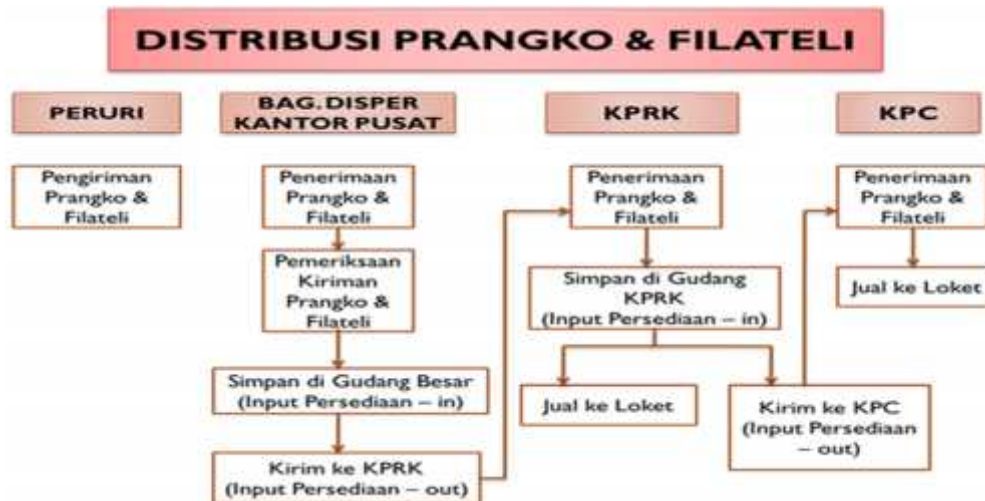 DISTRIBUSI PRANGKO & FILATELI
PERURI
BAG. DISPER
KANTOR PUSAT
KPRK
KPC
Pengiriman
Prangko &
Filateli
Penerimaan
Prangko &
Filateli
Pemeriksaan
Kiriman
Prangko &
Filateli
Simpan di Gudang Besar
(Input Persediaan – in)
Kirim ke KPRK
(Input Persediaan – out)
Penerimaan
Prangko &
Filateli
Simpan di Gudang
KPRK
(Input Persediaan – in)
Jual ke Loket
Kirim ke KPC
(Input Persediaan
– out)
Penerimaan
Prangko &
Filateli
Jual ke Loket